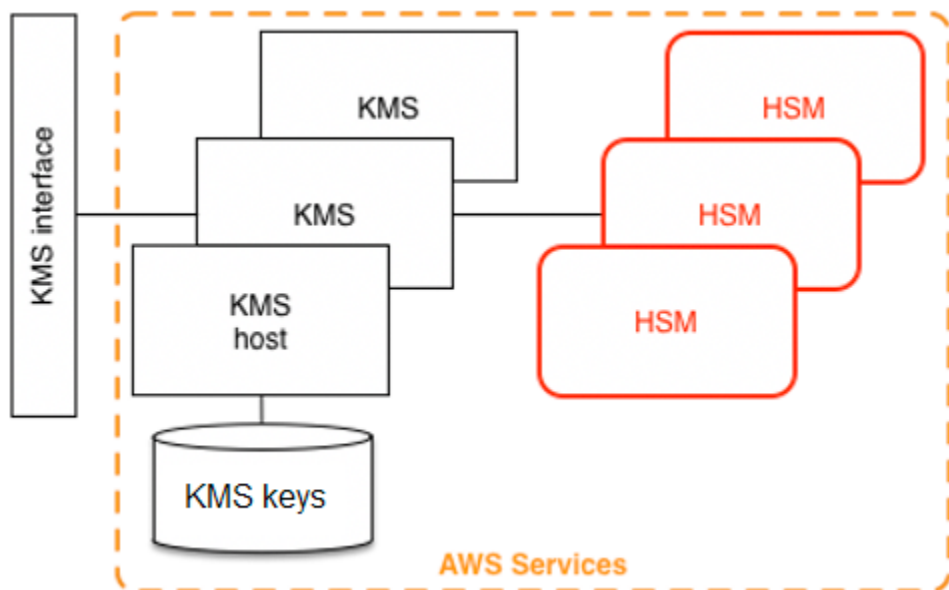 KMS interface
KMS
KMS
KMS
host
KMS keys
HSM
HSM
HSM
AWS Services